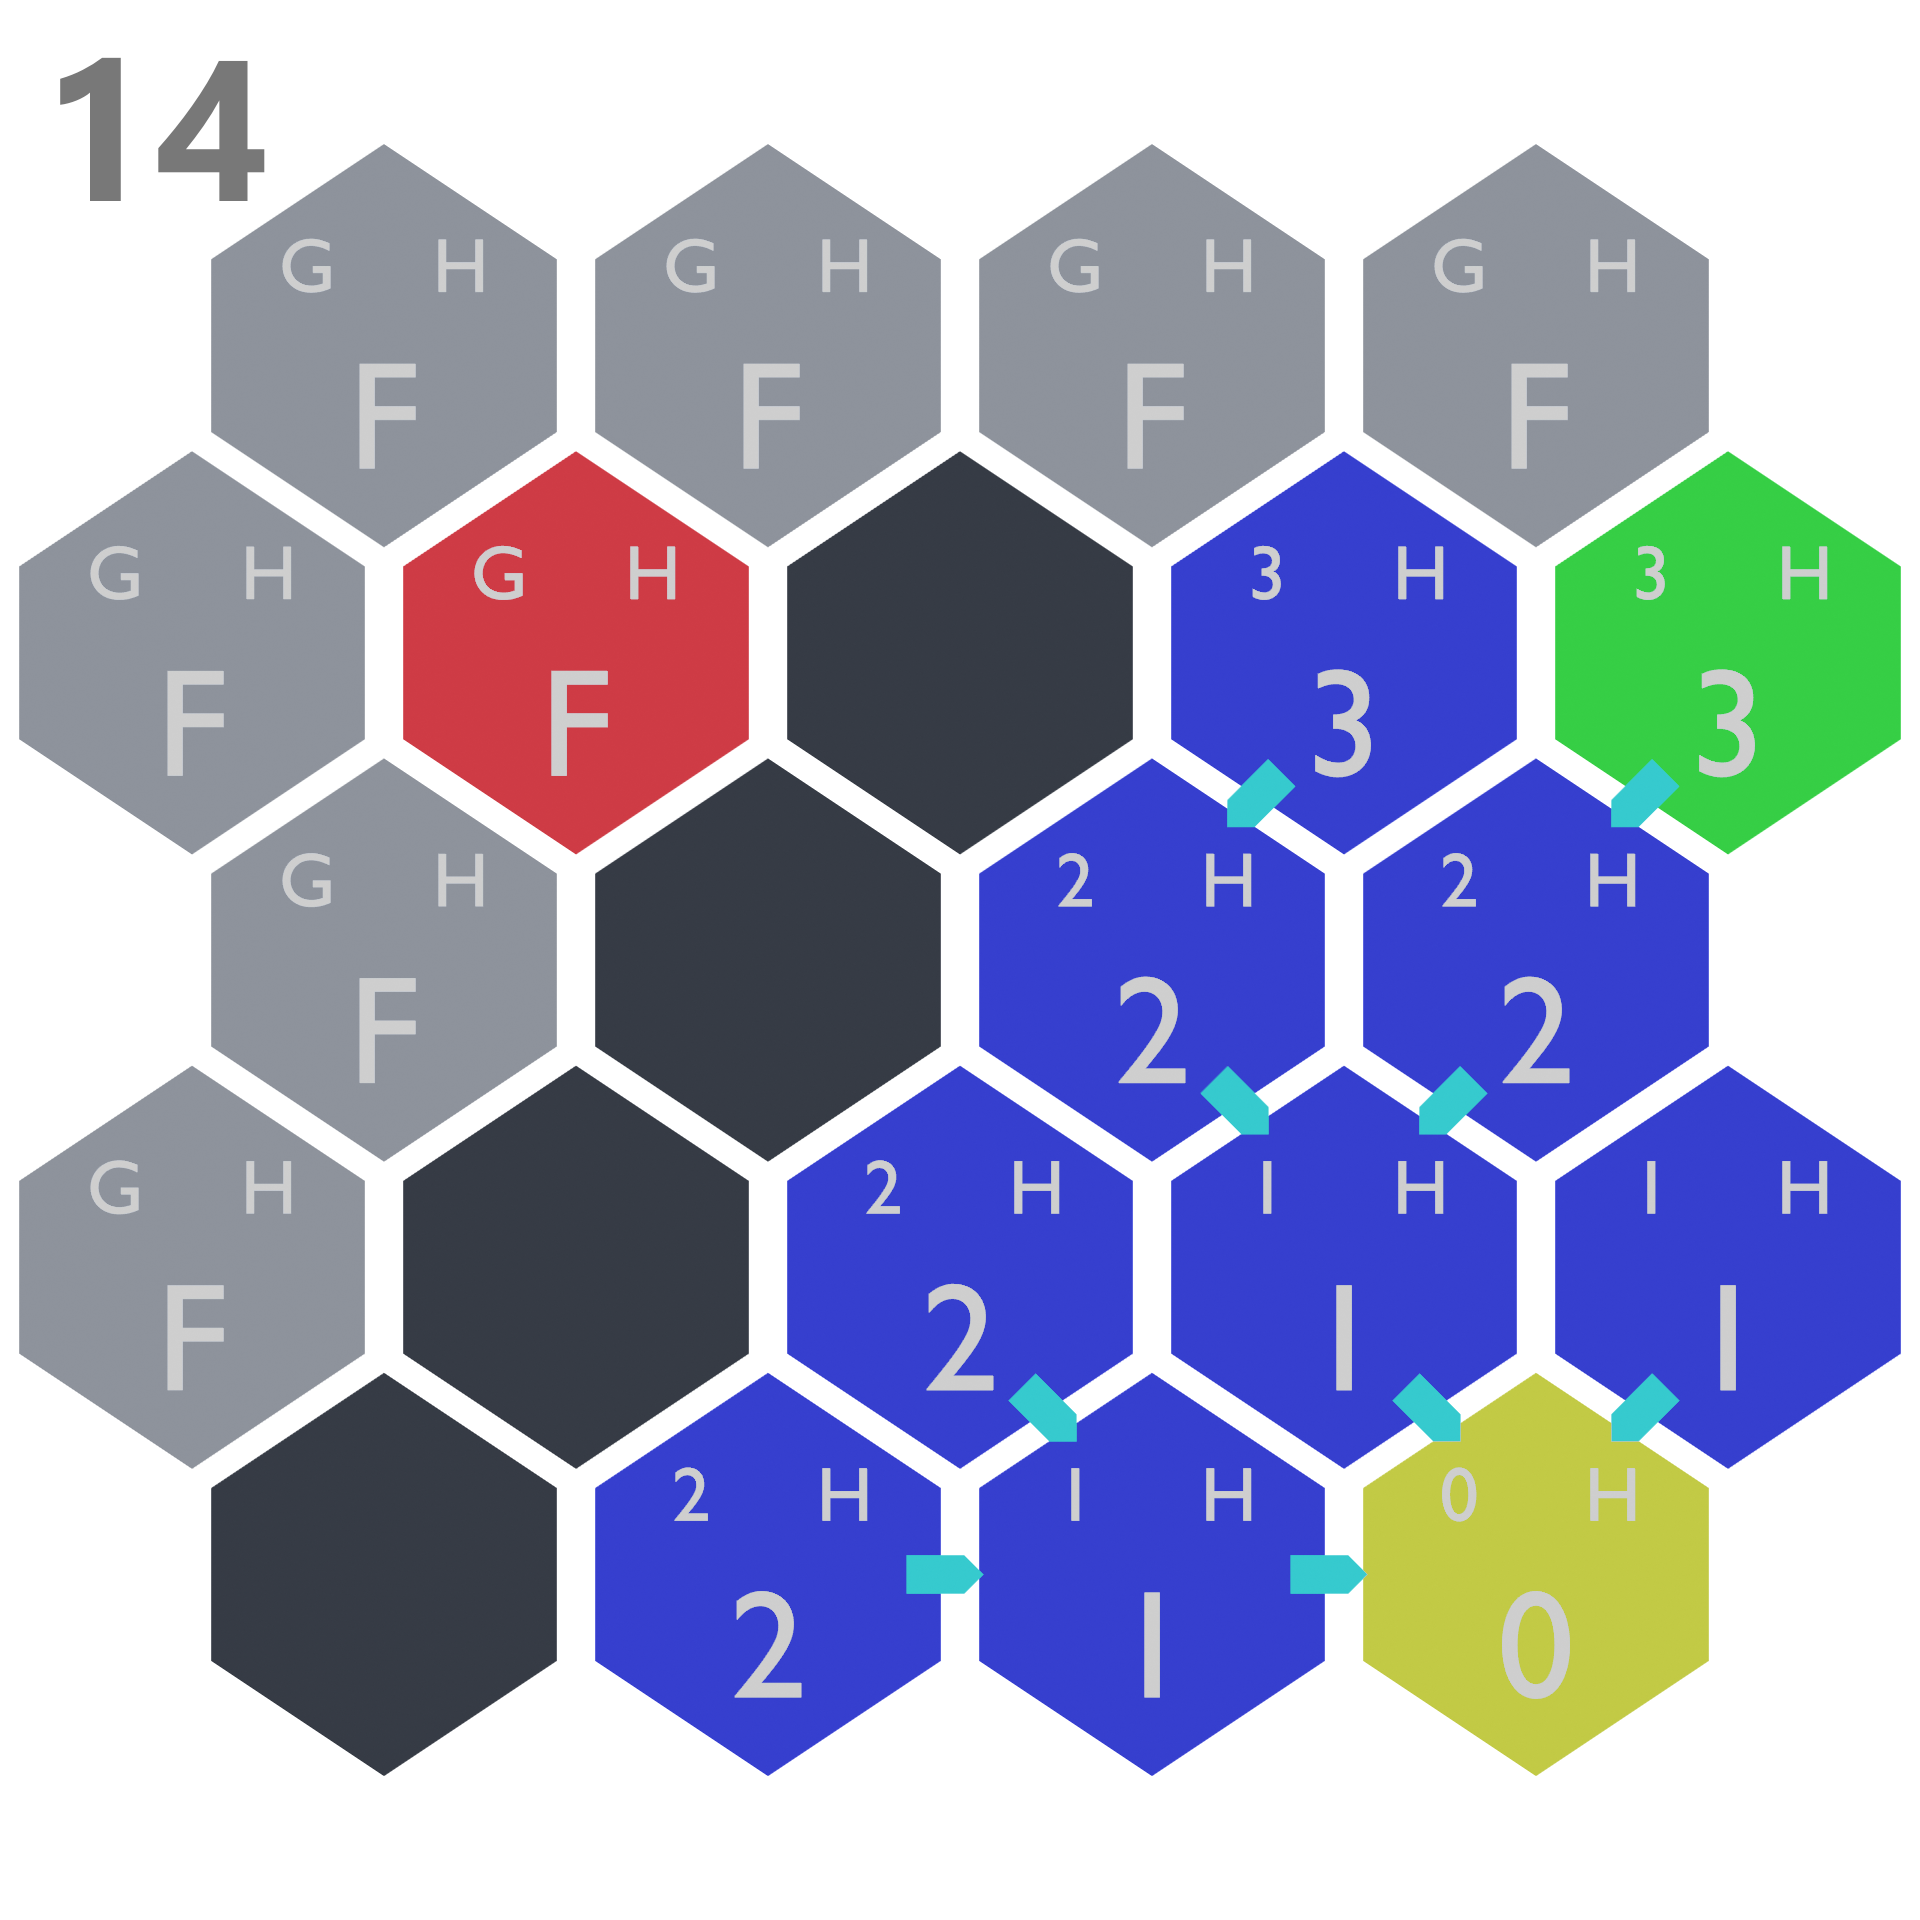 14
G H G H G H G H
F F F F
G H G H 3 H 3 H
F F 3 3
G H 2 H 2 H
F 2 2
G H 2 H 1 H 1 H
F 2 1 1
2 H 1 H 0 H
2 1 0